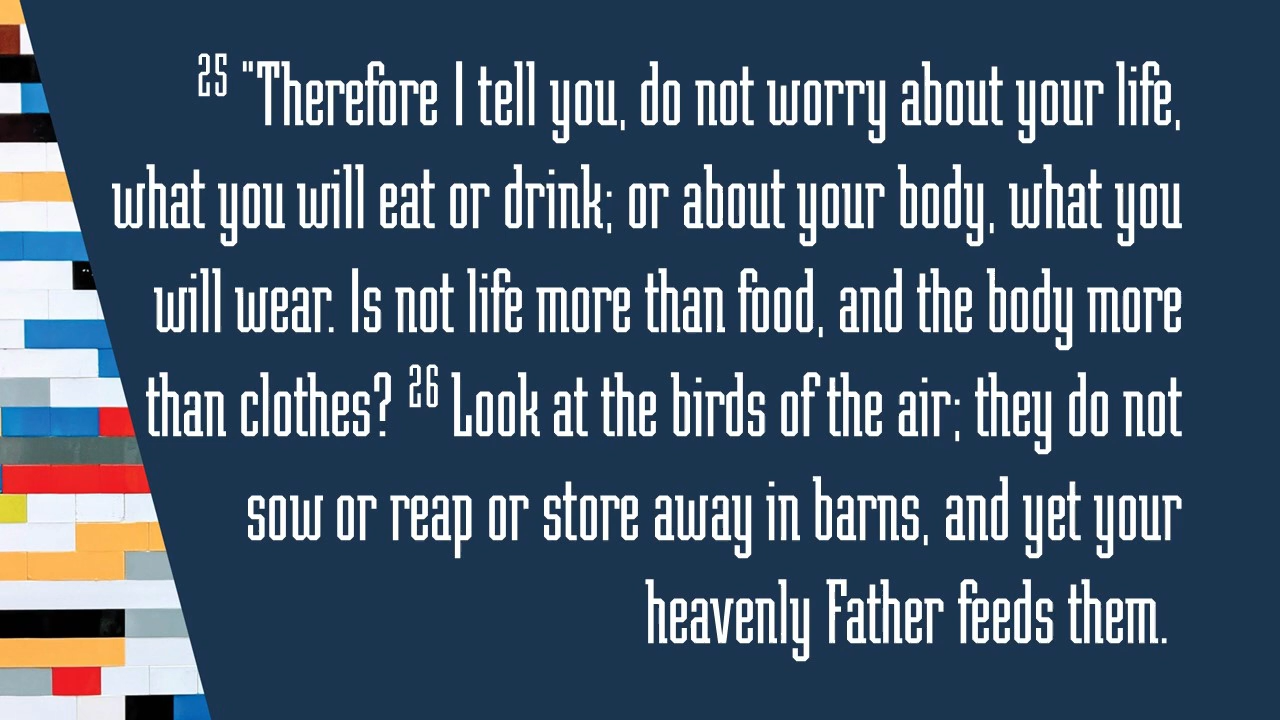 25 "Therefore I tell you, do not worry about your life,
what you will eat or drink; or about your body, what you
will wear. Is not life more than food, and the body more
than clothes? 26 Look at the birds of the air; they do not
sow or reap or store away in barns, and yet your
heavenly Father feeds them.